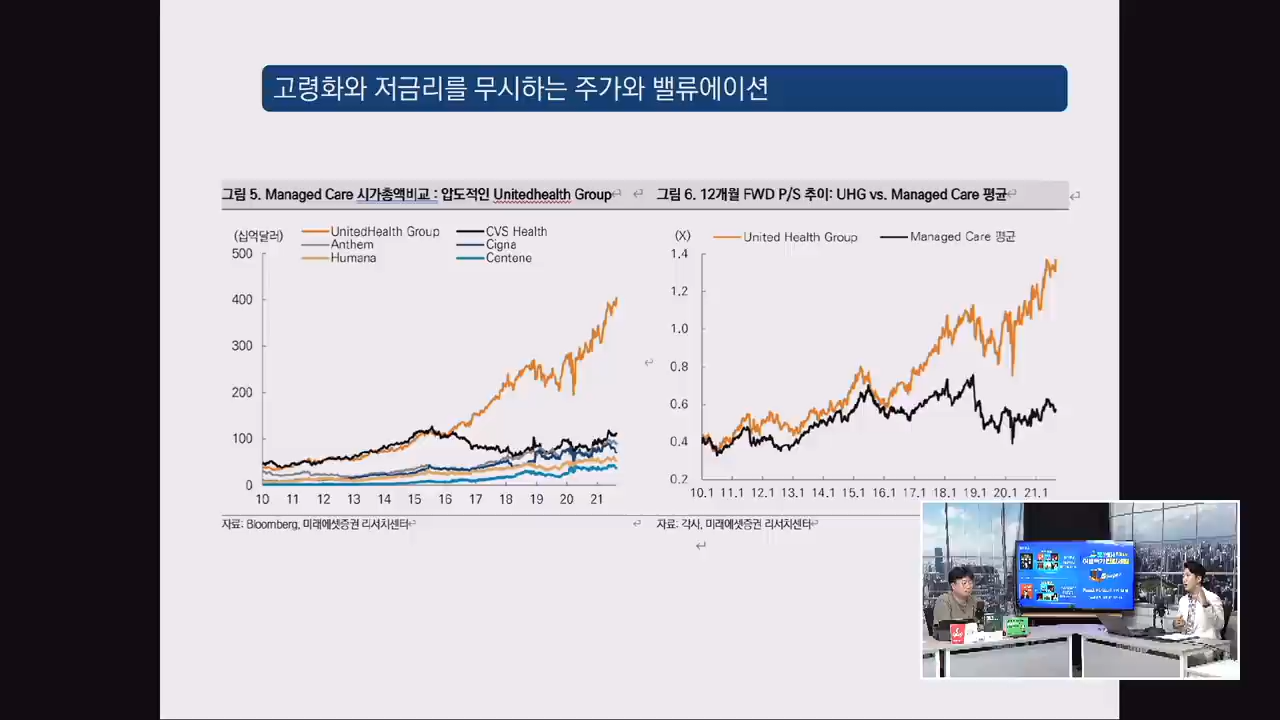 고령화와 저금리를 무시하는 주가와 밸류에이션
그림 5. Managed Care 시가총액비교 : 압도적인 Unitedhealth Group
그림 6. 12개월 FWD P/S 추이: UHG vs. Managed Care 평균
(십억달러)
UnitedHealth Group
CVS Health
Anthem
Cigna
Humana
Centene
500
400
300
200
100
0
10 11 12 13 14 15 16 17 18 19 20 21
(X)
United Health Group
Managed Care 평균
1.4
1.2
1.0
0.8
0.6
0.4
0.2
10.1 11.1 12.1 13.1 14.1 15.1 16.1 17.1 18.1 19.1 20.1 21.1
자료: Bloomberg, 미래에셋증권 리서치센터
자료: 각사, 미래에셋증권 리서치센터